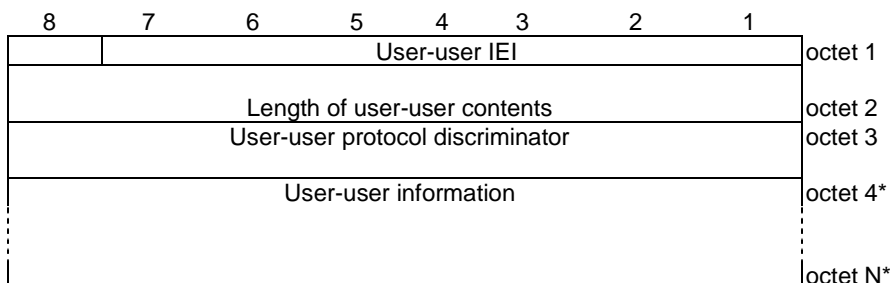 8 7 6 5 4 3 2 1
User-user IEI octet 1
Length of user-user contents octet 2
User-user protocol discriminator octet 3
User-user information octet 4*
octet N*